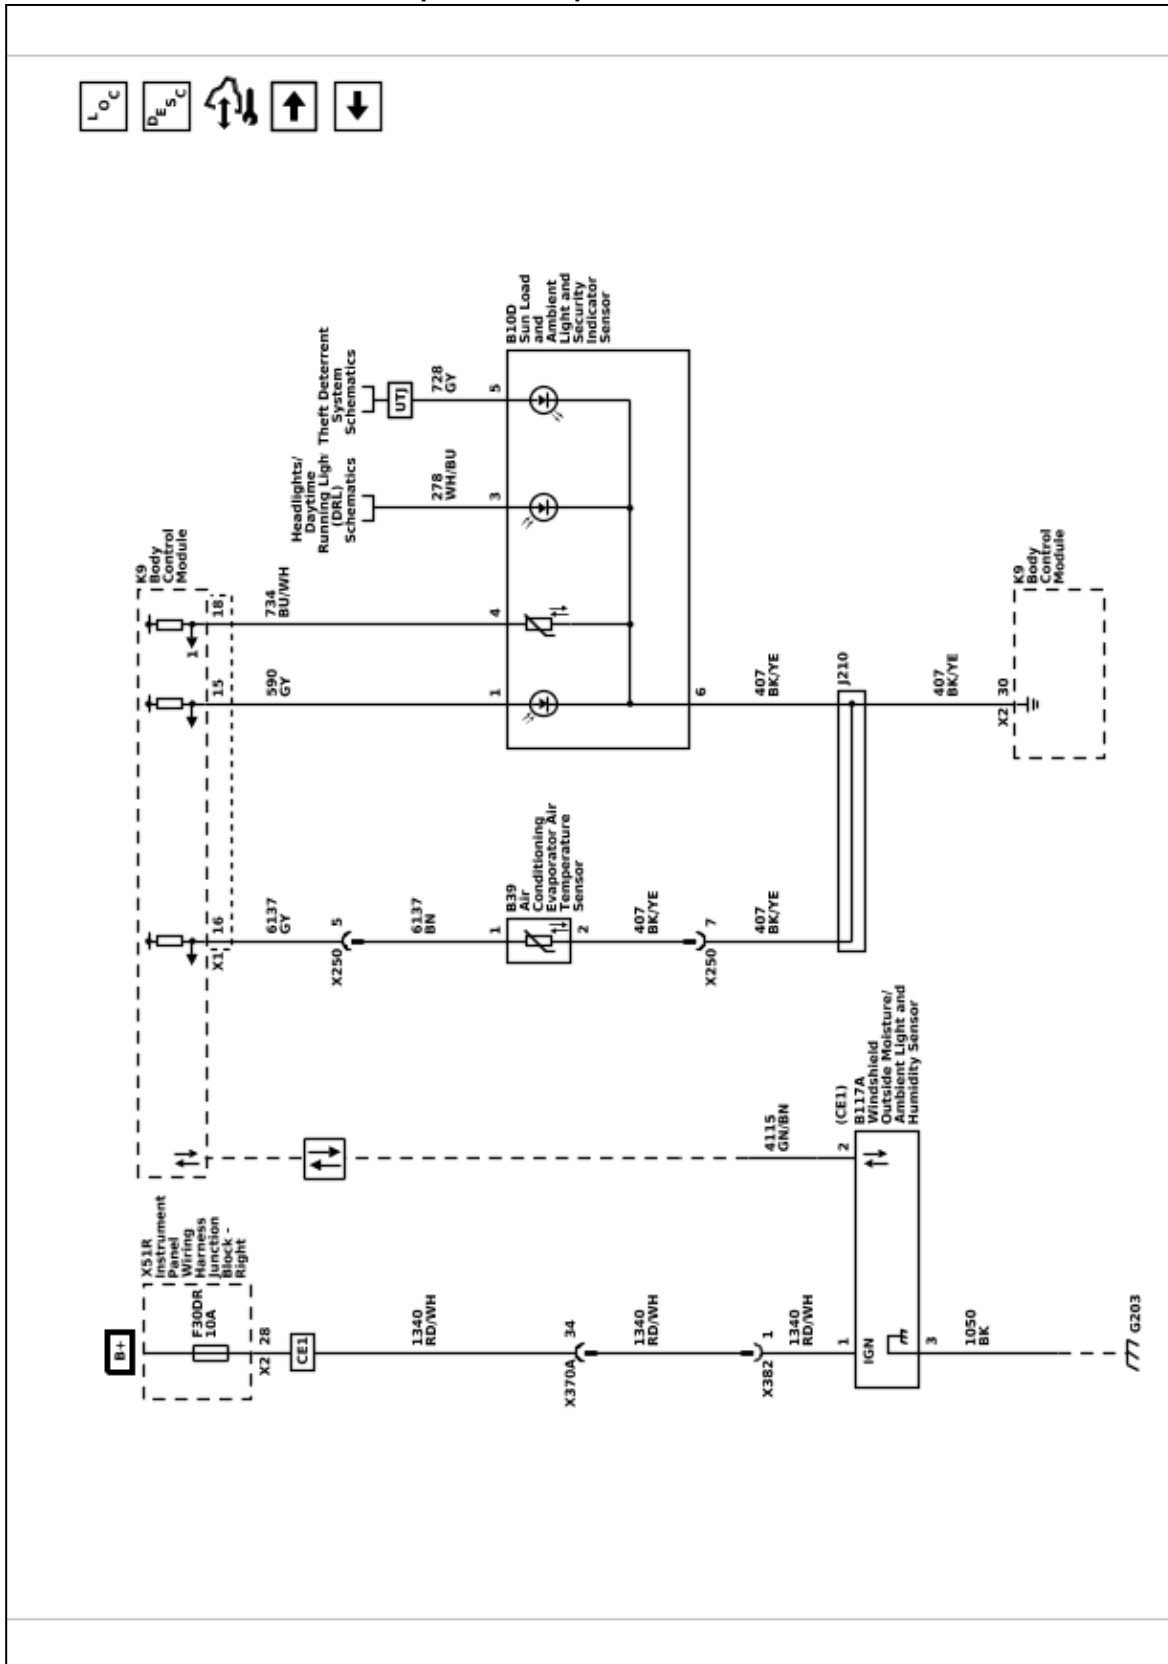 LOC
DESC
K9
Body
Control
Module
1
18
15
X1
16
734
BU/WH
590
GY
6137
GY
Headlights/
Daytime
Running Ligh
(DRL)
Schematics
Theft Deterrent
System
Schematics
UTJ
278
WH/BU
728
GY
X250
5
6137
BN
1
4
3
5
B10D
Sun Load
and
Ambient
Light and
Security
Indicator
Sensor
6
B39
Air
Conditioning
Evaporator Air
Temperature
Sensor
1
2
407
BK/YE
X250
7
407
BK/YE
407
BK/YE
J210
407
BK/YE
X2
30
K9
Body
Control
Module
B+
X51R
Instrument
Panel
Wiring
Harness
Junction
Block -
Right
F30DR
10A
X2
28
CE1
1340
RD/WH
X370A
34
1340
RD/WH
X382
1
1340
RD/WH
4115
GN/BN
2
(CE1)
B117A
Windshield
Outside Moisture/
Ambient Light and
Humidity Sensor
1
IGN
3
1050
BK
G203